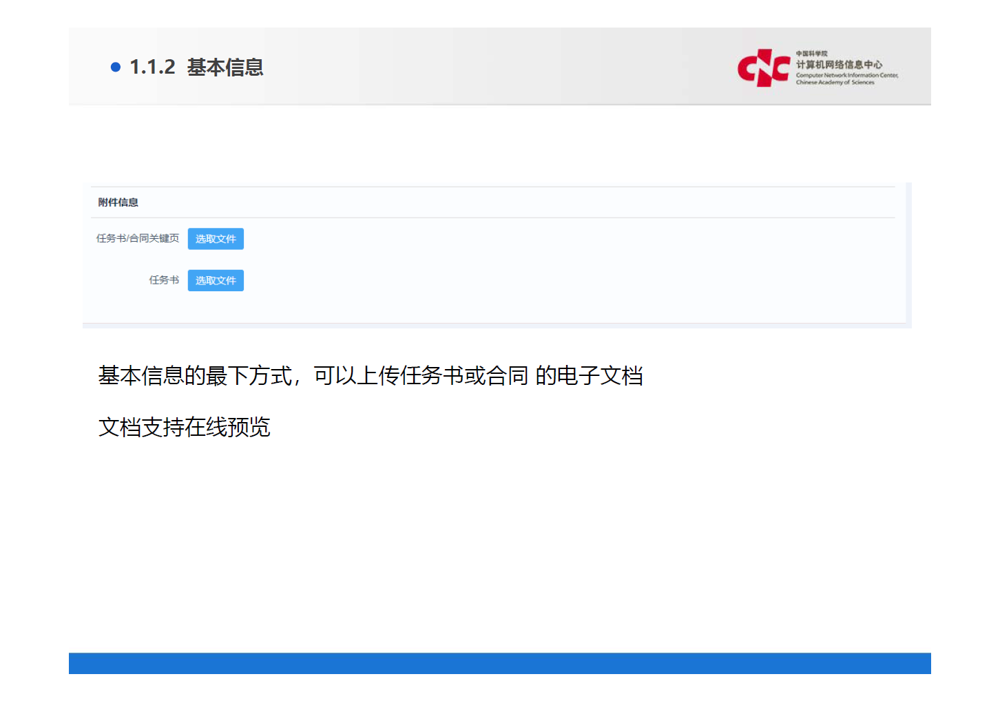 ● 1.1.2 基本信息
中国科学院
计算机网络信息中心
Computer Network Information Center,
Chinese Academy of Sciences
附件信息
任务书/合同关键页 选取文件
任务书 选取文件
基本信息的最下方式，可以上传任务书或合同 的电子文档
文档支持在线预览